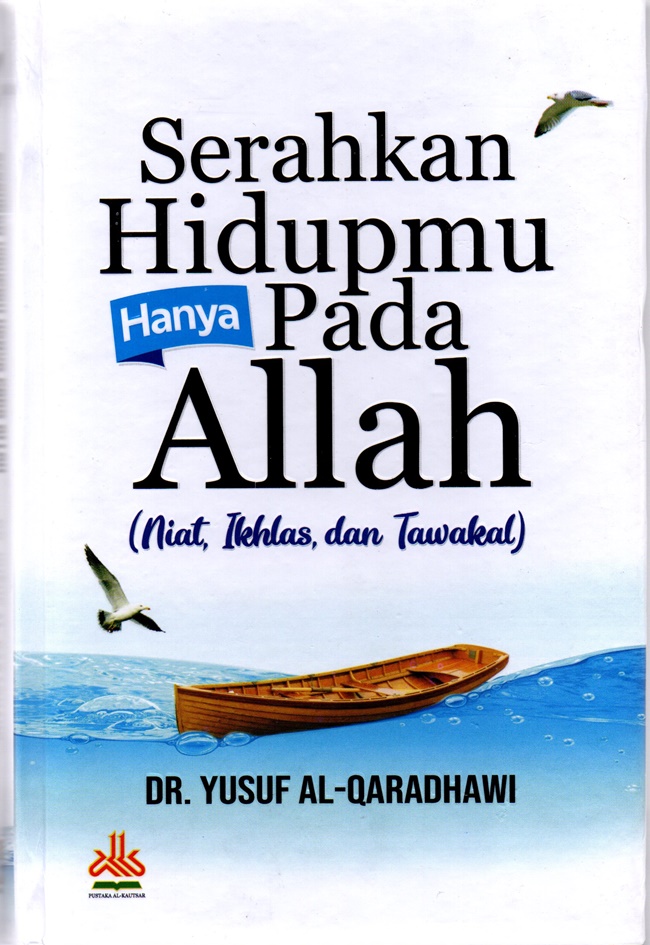 Serahkan
Hidupmu
Hanya Pada
Allah
(Niat, Ikhlas, dan Tawakal)
DR. YUSUF AL-QARADHAWI
PUSTAKA AL-KAUTSAR